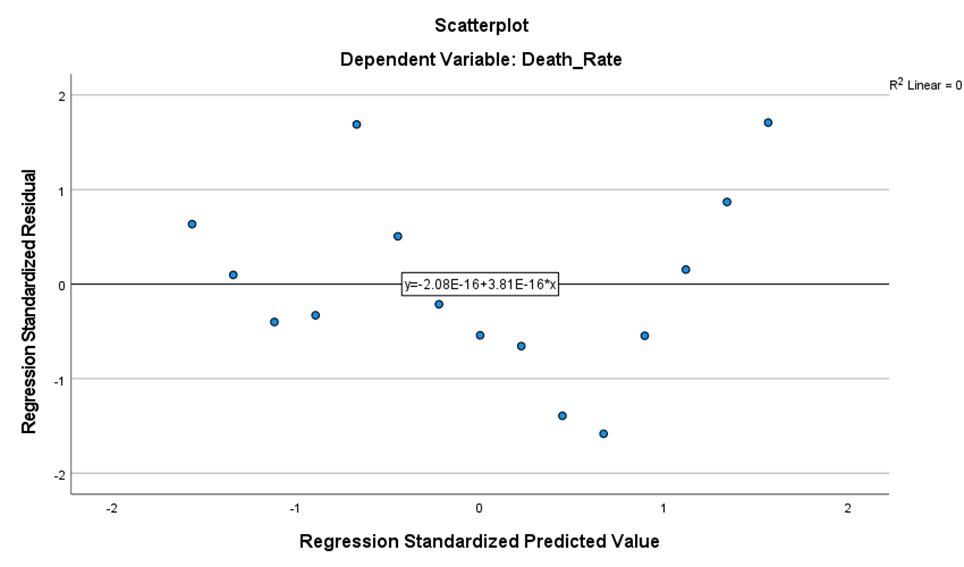 Scatterplot
Dependent Variable: Death_Rate
R2 Linear = 0
Regression Standardized Residual
2
1
0
-1
-2
y=-2.08E-16+3.81E-16*x
-2
-1
0
1
2
Regression Standardized Predicted Value